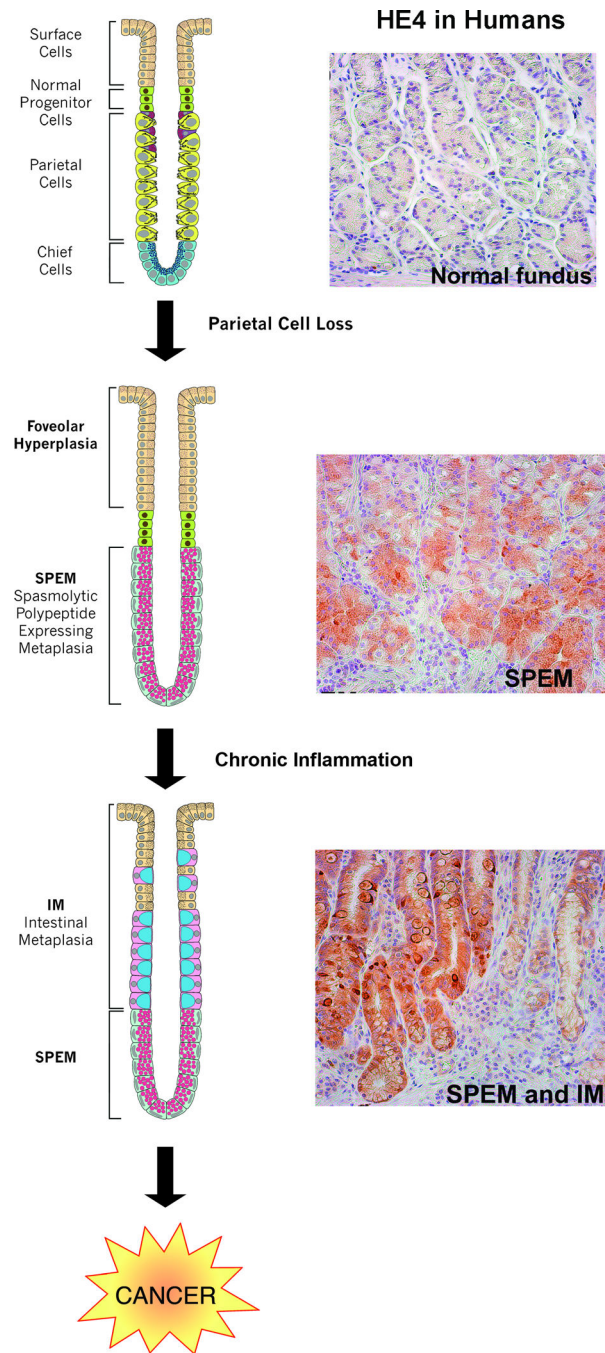 HE4 in Humans
Surface
Cells
Normal
Progenitor
Cells
Parietal
Cells
Chief
Cells
Normal fundus
Parietal Cell Loss
Foveolar
Hyperplasia
SPEM
Spasmolytic
Polypeptide
Expressing
Metaplasia
SPEM
Chronic Inflammation
IM
Intestinal
Metaplasia
SPEM
SPEM and IM
CANCER